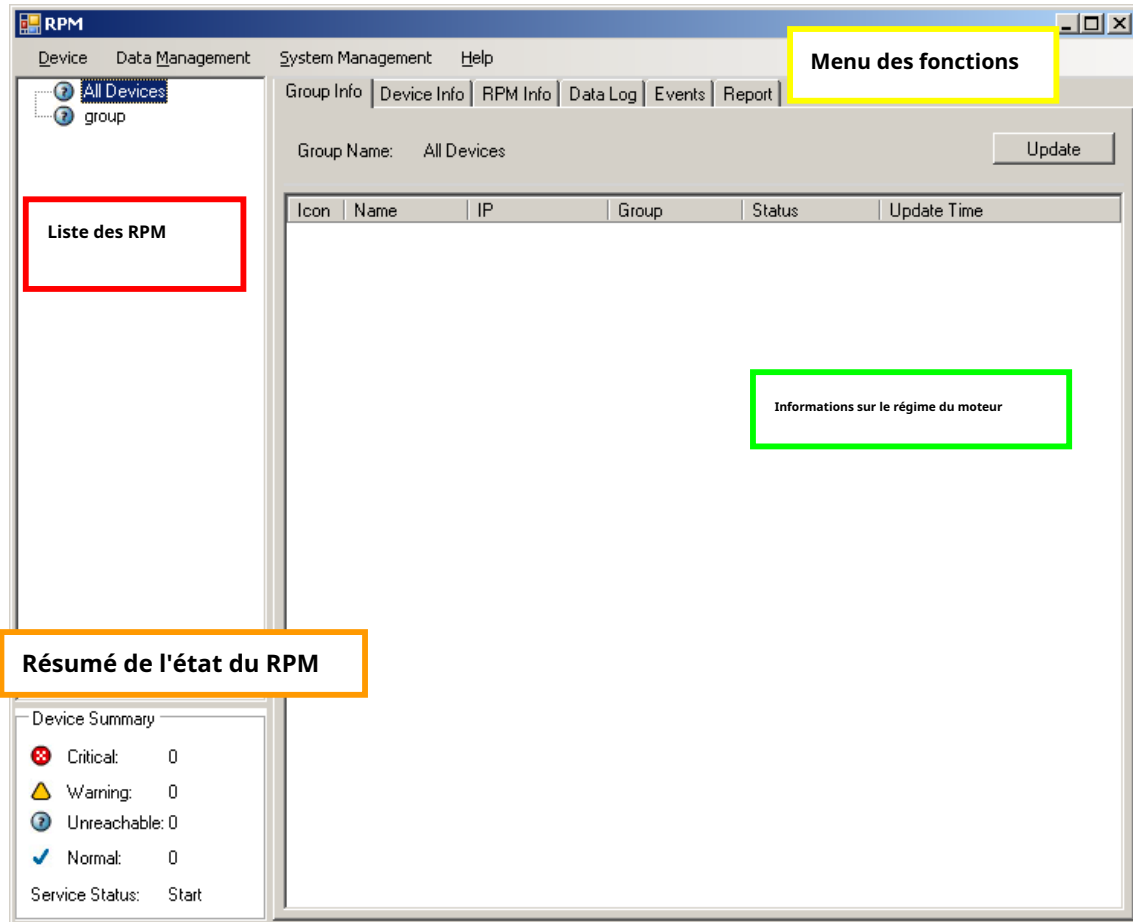 RPM
Device Data Management System Management Help
Menu des fonctions
All Devices
group
Group Info Device Info RPM Info Data Log Events Report
Group Name: All Devices
Update
Liste des RPM
Icon Name IP Group Status Update Time
Informations sur le régime du moteur
Résumé de l'état du RPM
Device Summary
Critical: 0
Warning: 0
Unreachable: 0
Normal: 0
Service Status: Start